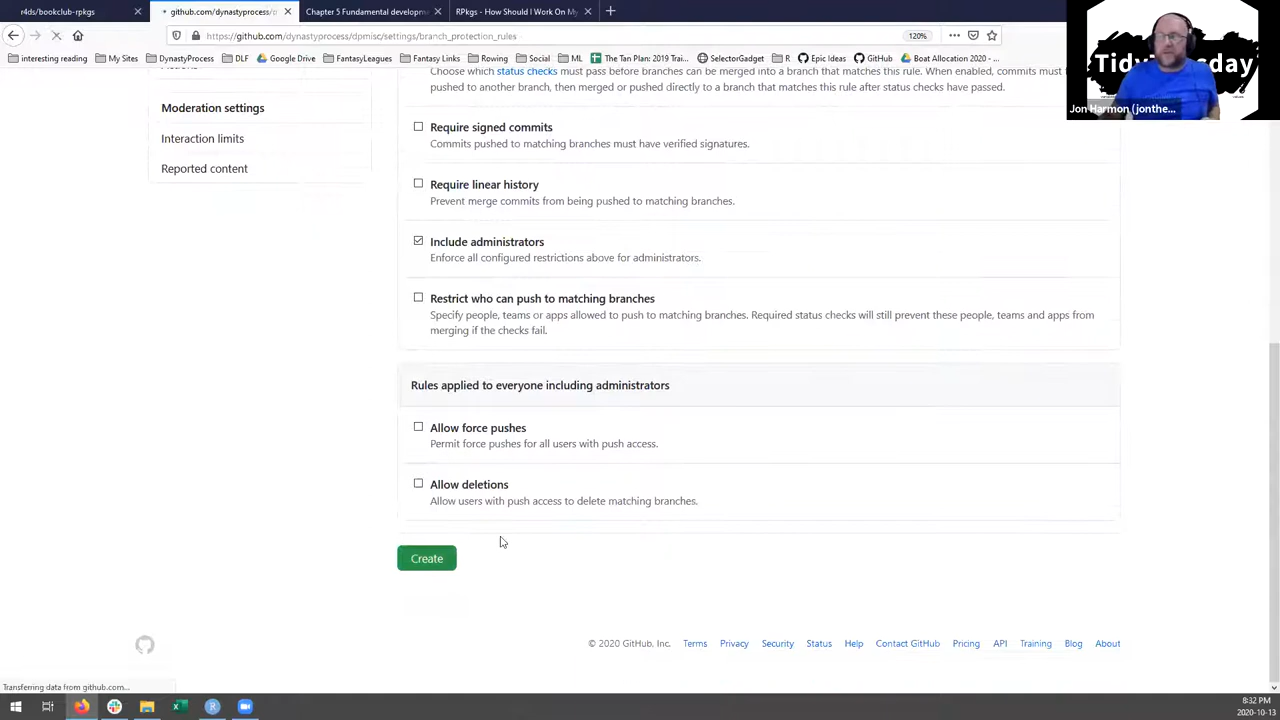 r4ds/bookclub-rpkgs
github.com/dynastyprocess/
Chapter 5 Fundamental developm
RPkgs - How Should I Work On My
https://github.com/dynastyprocess/dpmisc/settings/branch_protection_rules
120%
interesting reading
My Sites
DynastyProcess
DLF
Google Drive
FantasyLeagues
Fantasy Links
Rowing
Social
ML
The Tan Plan: 2019 Trai...
SelectorGadget
R
Epic Ideas
GitHub
Boat Allocation 2020 - ...
Choose which status checks must pass before branches can be merged into a branch that matches this rule. When enabled, commits must
pushed to another branch, then merged or pushed directly to a branch that matches this rule after status checks have passed.
Moderation settings
Interaction limits
Reported content
Require signed commits
Commits pushed to matching branches must have verified signatures.
Require linear history
Prevent merge commits from being pushed to matching branches.
Include administrators
Enforce all configured restrictions above for administrators.
Restrict who can push to matching branches
Specify people, teams or apps allowed to push to matching branches. Required status checks will still prevent these people, teams and apps from
merging if the checks fail.
Rules applied to everyone including administrators
Allow force pushes
Permit force pushes for all users with push access.
Allow deletions
Allow users with push access to delete matching branches.
Create
© 2020 GitHub, Inc.
Terms
Privacy
Security
Status
Help
Contact GitHub
Pricing
API
Training
Blog
About
Transferring data from github.com...
Jon Harmon (jonthe...
8:32 PM
2020-10-13